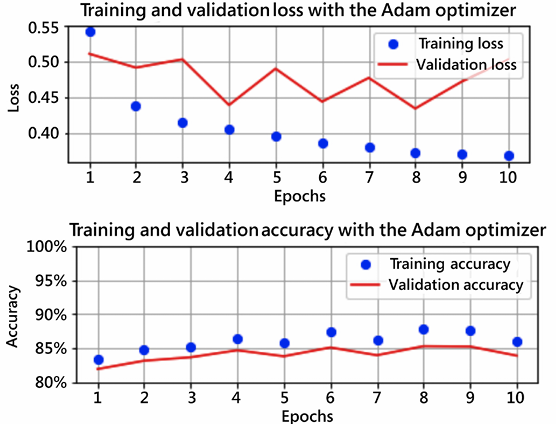 Training and validation loss with the Adam optimizer
0.55
0.50
0.45
0.40
Loss
Training loss
Validation loss
1 2 3 4 5 6 7 8 9 10
Epochs
Training and validation accuracy with the Adam optimizer
100%
95%
90%
85%
80%
Accuracy
Training accuracy
Validation accuracy
1 2 3 4 5 6 7 8 9 10
Epochs